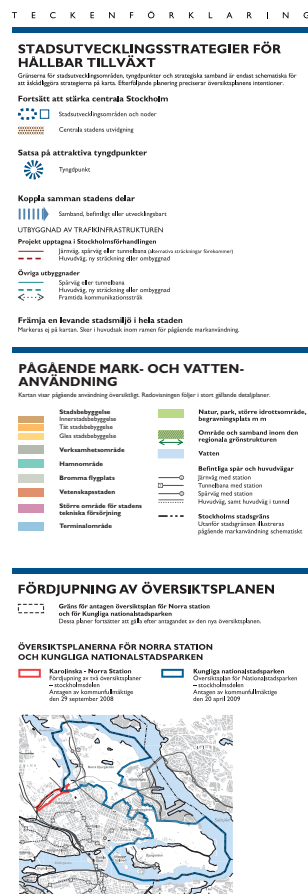 TECKENFÖRKLARING
STADSUTVECKLINGSSTRATEGIER FÖR
HÅLLBAR TILLVÄXT
Gränserna för stadsutvecklingsområden, tyngdpunkter och strategiska samband är endast schematiska för
att åskådliggöra strategierna på karta. Efterföljande planering preciserar översiktsplanens intentioner.
Fortsätt att stärka centrala Stockholm
Stadsutvecklingsområden och noder
Centrala stadens utvidgning
Satsa på attraktiva tyngdpunkter
Tyngdpunkt
Koppla samman stadens delar
Samband, befintligt eller utvecklingsbart
UTBYGGNAD AV TRAFIKINFRASTRUKTUREN
Projekt upptagna i Stockholmsförhandlingen
Järnväg, spårväg eller tunnelbana (alternativa sträckningar förekommer)
Huvudväg, ny sträckning eller ombyggnad
Övriga utbyggnader
Spårväg eller tunnelbana
Huvudväg, ny sträckning eller ombyggnad
Framtida kommunikationsstråk
Främja en levande stadsmiljö i hela staden
Markeras ej på kartan. Sker i huvudsak inom ramen för pågående markanvändning.
PÅGÅENDE MARK- OCH VATTEN-
ANVÄNDNING
Kartan visar pågående användning översiktligt. Redovisningen följer i stort gällande detaljplaner.
Stadsbebyggelse
Innerstadsbebyggelse
Tät stadsbebyggelse
Gles stadsbebyggelse
Verksamhetsområde
Hamnområde
Bromma flygplats
Vetenskapsstaden
Större område för stadens
tekniska försörjning
Terminalområde
Natur, park, större idrottsområde,
begravningsplats m m
Område och samband inom den
regionala grönstrukturen
Vatten
Befintliga spår och huvudvägar
Järnväg med station
Tunnelbana med station
Spårväg med station
Huvudväg, samt huvudväg i tunnel
Stockholms stadsgräns
Utanför stadsgränsen illustreras
pågående markanvändning schematiskt
FÖRDJUPNING AV ÖVERSIKTSPLANEN
Gräns för antagen översiktsplan för Norra station
och för Kungliga nationalstadsparken
Dessa planer fortsätter att gälla efter antagandet av den nya översiktsplanen.
ÖVERSIKTSPLANERNA FÖR NORRA STATION
OCH KUNGLIGA NATIONALSTADSPARKEN
Karolinska - Norra Station
Fördjupning av två översiktsplaner
– stockholmsdelen
Antagen av kommunfullmäktige
den 29 september 2008
Kungliga nationalstadsparken
Översiktsplan för Nationalstadsparken
– stockholmsdelen
Antagen av kommunfullmäktige
den 20 april 2009
Norra Djurgården
Djurgården